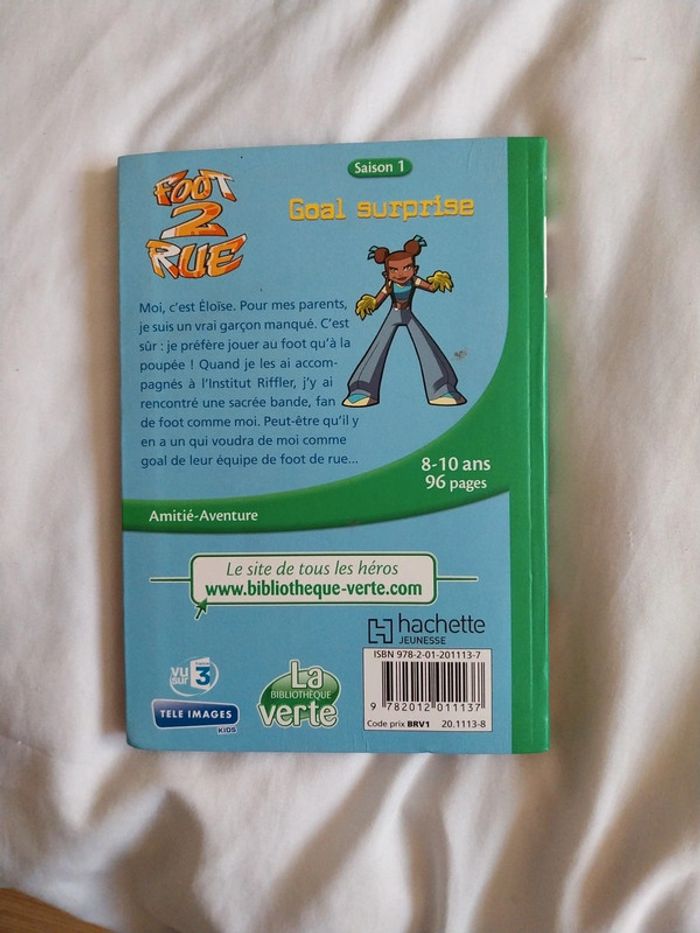 Saison 1
FOOT
2
RUE
Goal surprise
Moi, c'est Éloïse. Pour mes parents,
je suis un vrai garçon manqué. C'est
sûr : je préfère jouer au foot qu'à la
poupée ! Quand je les ai accom-
pagnés à l'Institut Riffler, j'y ai
rencontré une sacrée bande, fan
de foot comme moi. Peut-être qu'il y
en a un qui voudra de moi comme
goal de leur équipe de foot de rue...
8-10 ans
96 pages
Amitié-Aventure
Le site de tous les héros
www.bibliotheque-verte.com
hachette
JEUNESSE
ISBN 978-2-01-201113-7
9 782012 011137
Code prix BRV1 20.1113-8
vu
sur
france
3
TELE IMAGES
KIDS
La
BIBLIOTHÈQUE
verte